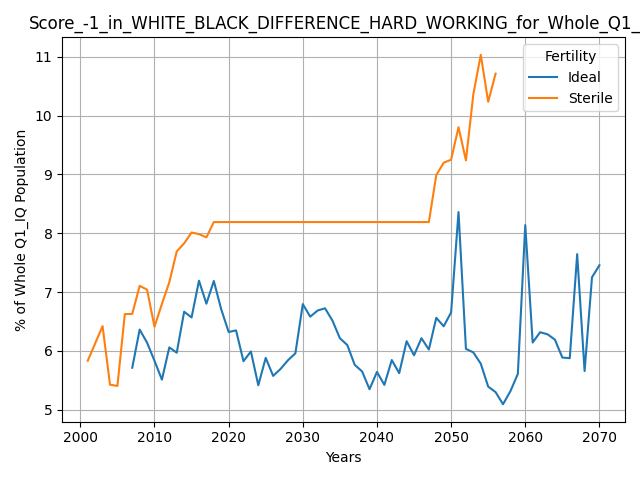 Score_-1_in_WHITE_BLACK_DIFFERENCE_HARD_WORKING_for_Whole_Q1_
11
10
9
8
7
6
5
% of Whole Q1_IQ Population
Fertility
Ideal
Sterile
2000 2010 2020 2030 2040 2050 2060 2070
Years